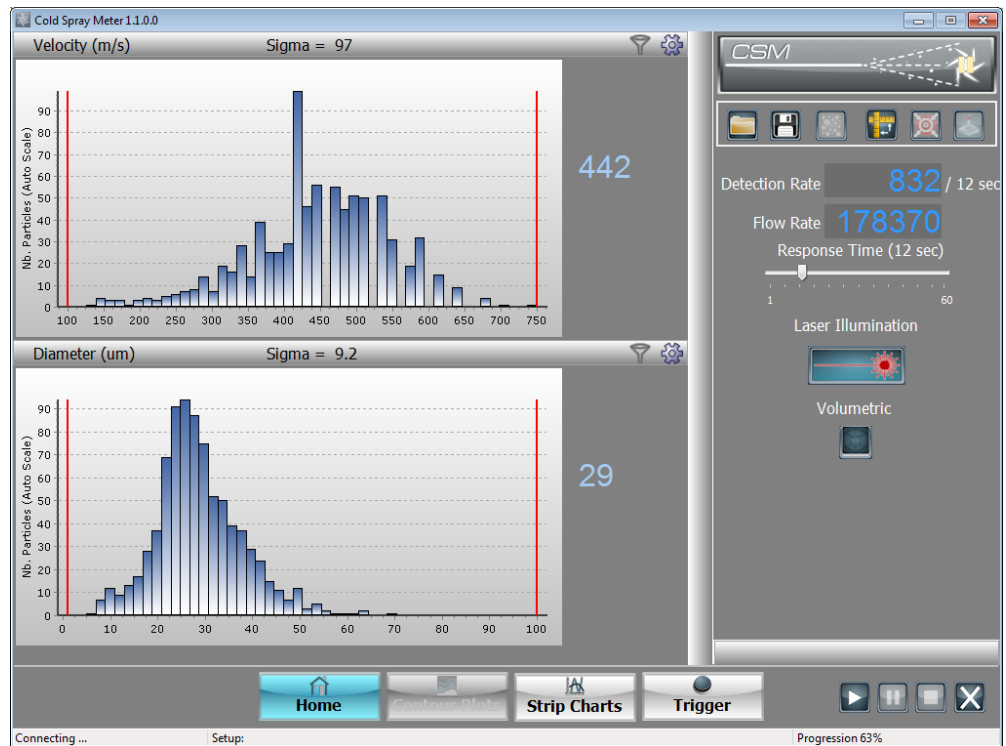 Cold Spray Meter 1.1.0.0
Velocity (m/s) Sigma = 97
Nb. Particles (Auto Scale)
90
80
70
60
50
40
30
20
10
0
100 150 200 250 300 350 400 450 500 550 600 650 700 750
442
Diameter (um) Sigma = 9.2
Nb. Particles (Auto Scale)
90
80
70
60
50
40
30
20
10
0
0 10 20 30 40 50 60 70 80 90 100
29
CSM
Detection Rate 832 / 12 sec
Flow Rate 178370
Response Time (12 sec)
1 60
Laser Illumination
Volumetric
Home Contour Plots Strip Charts Trigger
Connecting ... Setup: Progression 63%